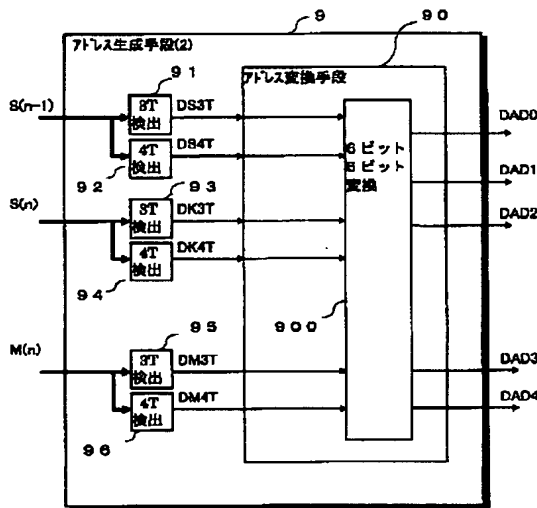 9
90
アドレス生成手段(2)
アドレス変換手段
91
S(n-1)
3T
検出
DS3T
DAD0
4T
検出
DS4T
6ビット
5ビット
変換
92
93
DAD1
S(n)
3T
検出
DK3T
DAD2
4T
検出
DK4T
94
900
95
M(n)
3T
検出
DM3T
DAD3
4T
検出
DM4T
DAD4
96